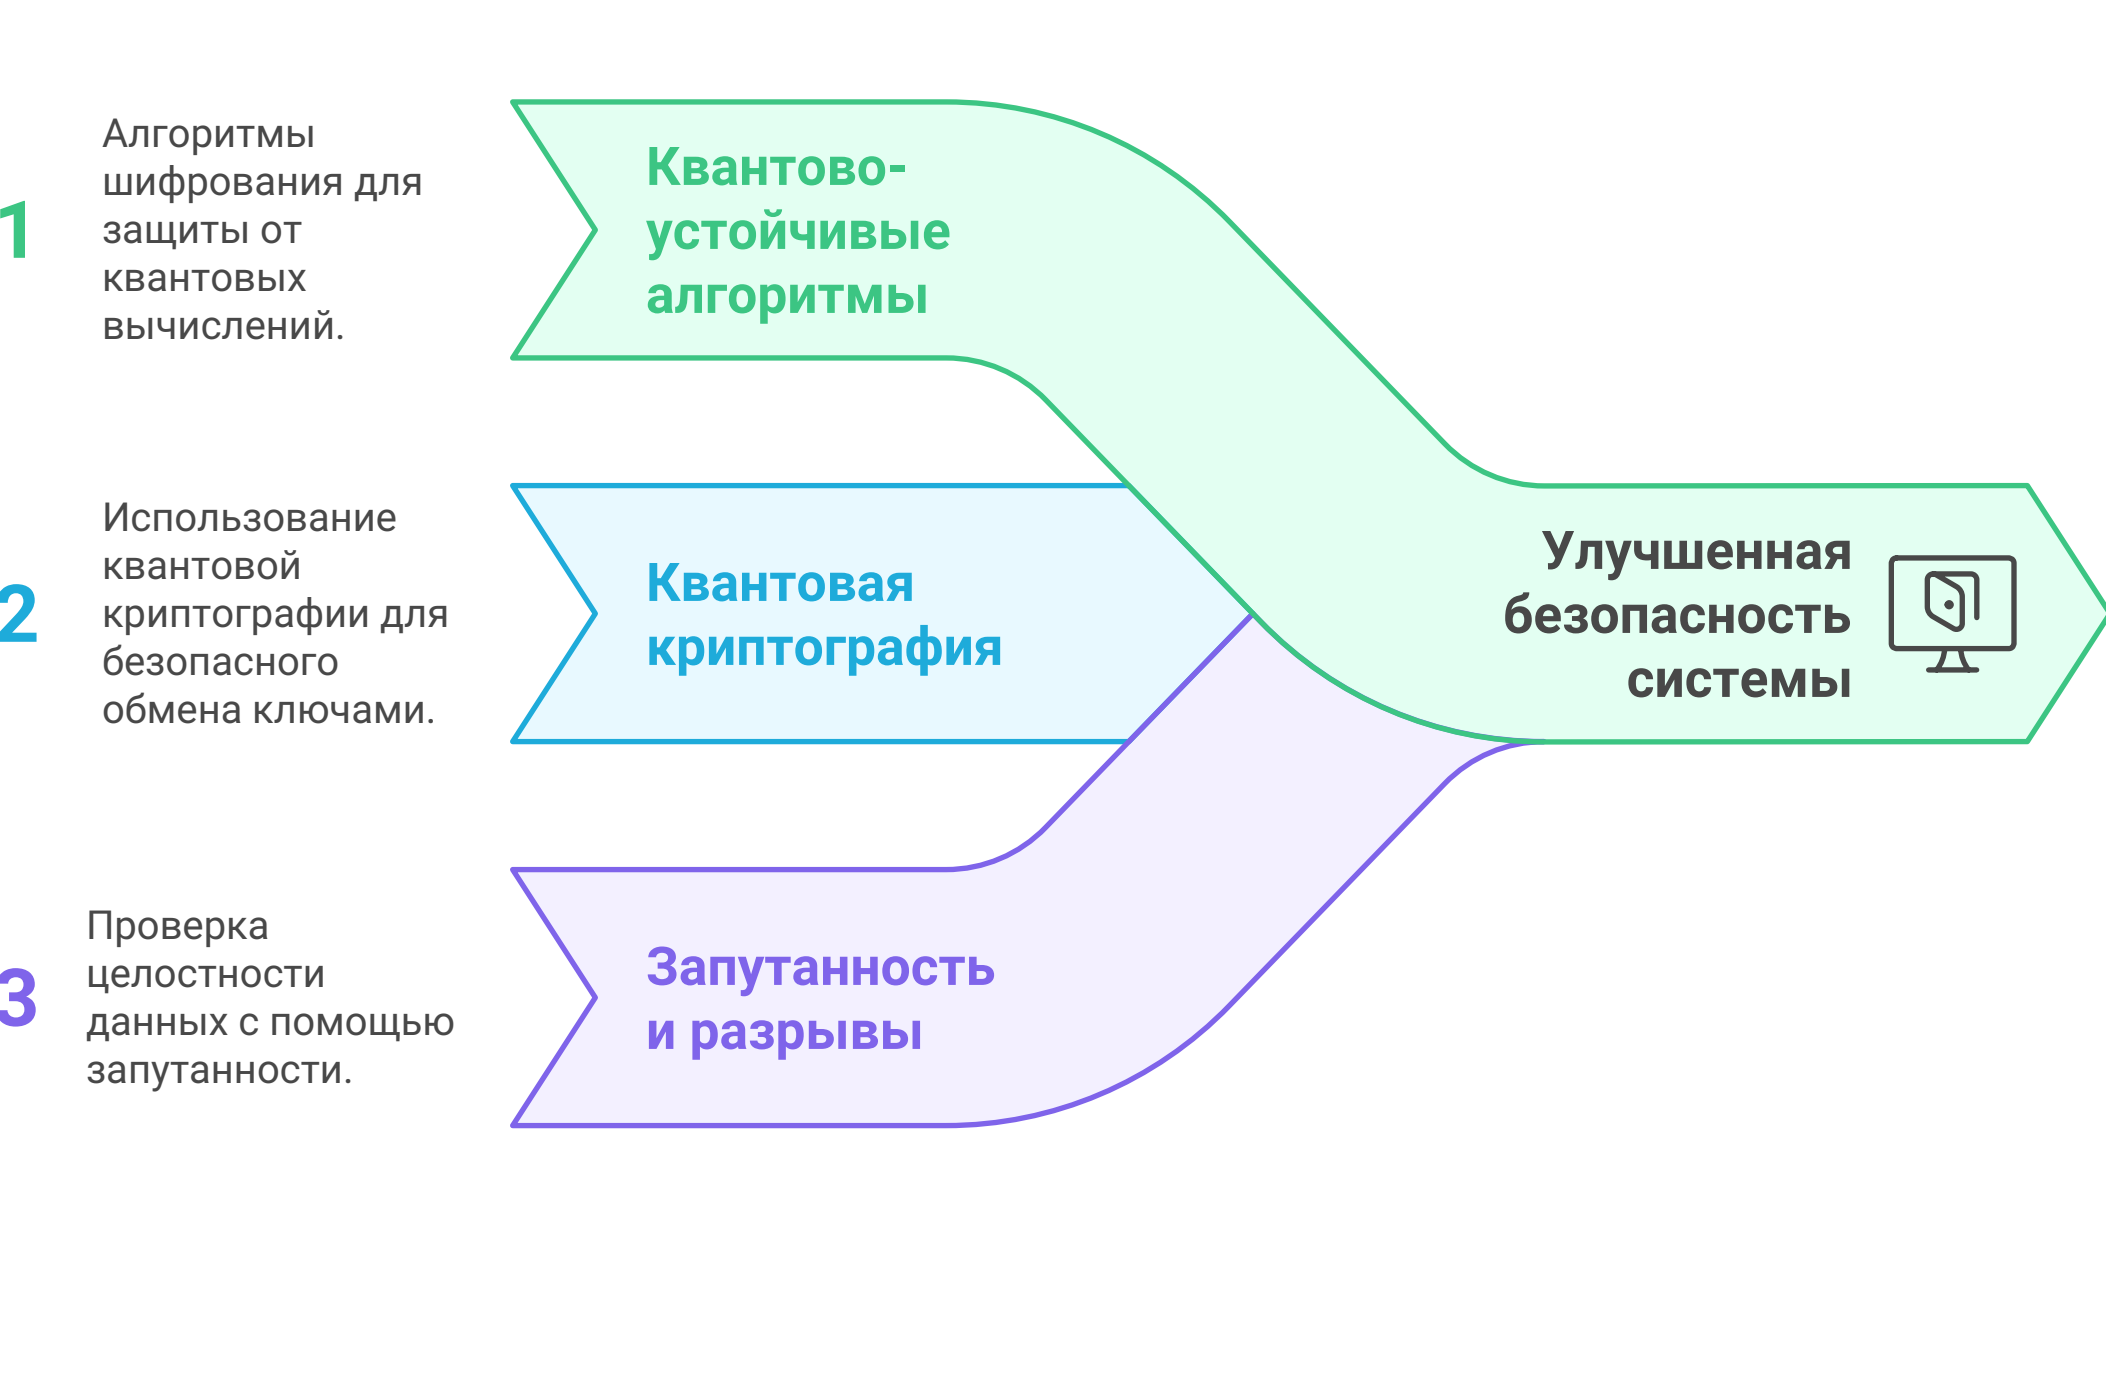 Алгоритмы
шифрования для
защиты от
квантовых
вычислений.
1
Квантово-
устойчивые
алгоритмы
Использование
квантовой
криптографии для
безопасного
обмена ключами.
2
Квантовая
криптография
Проверка
целостности
данных с помощью
запутанности.
3
Запутанность
и разрывы
Улучшенная
безопасность
системы